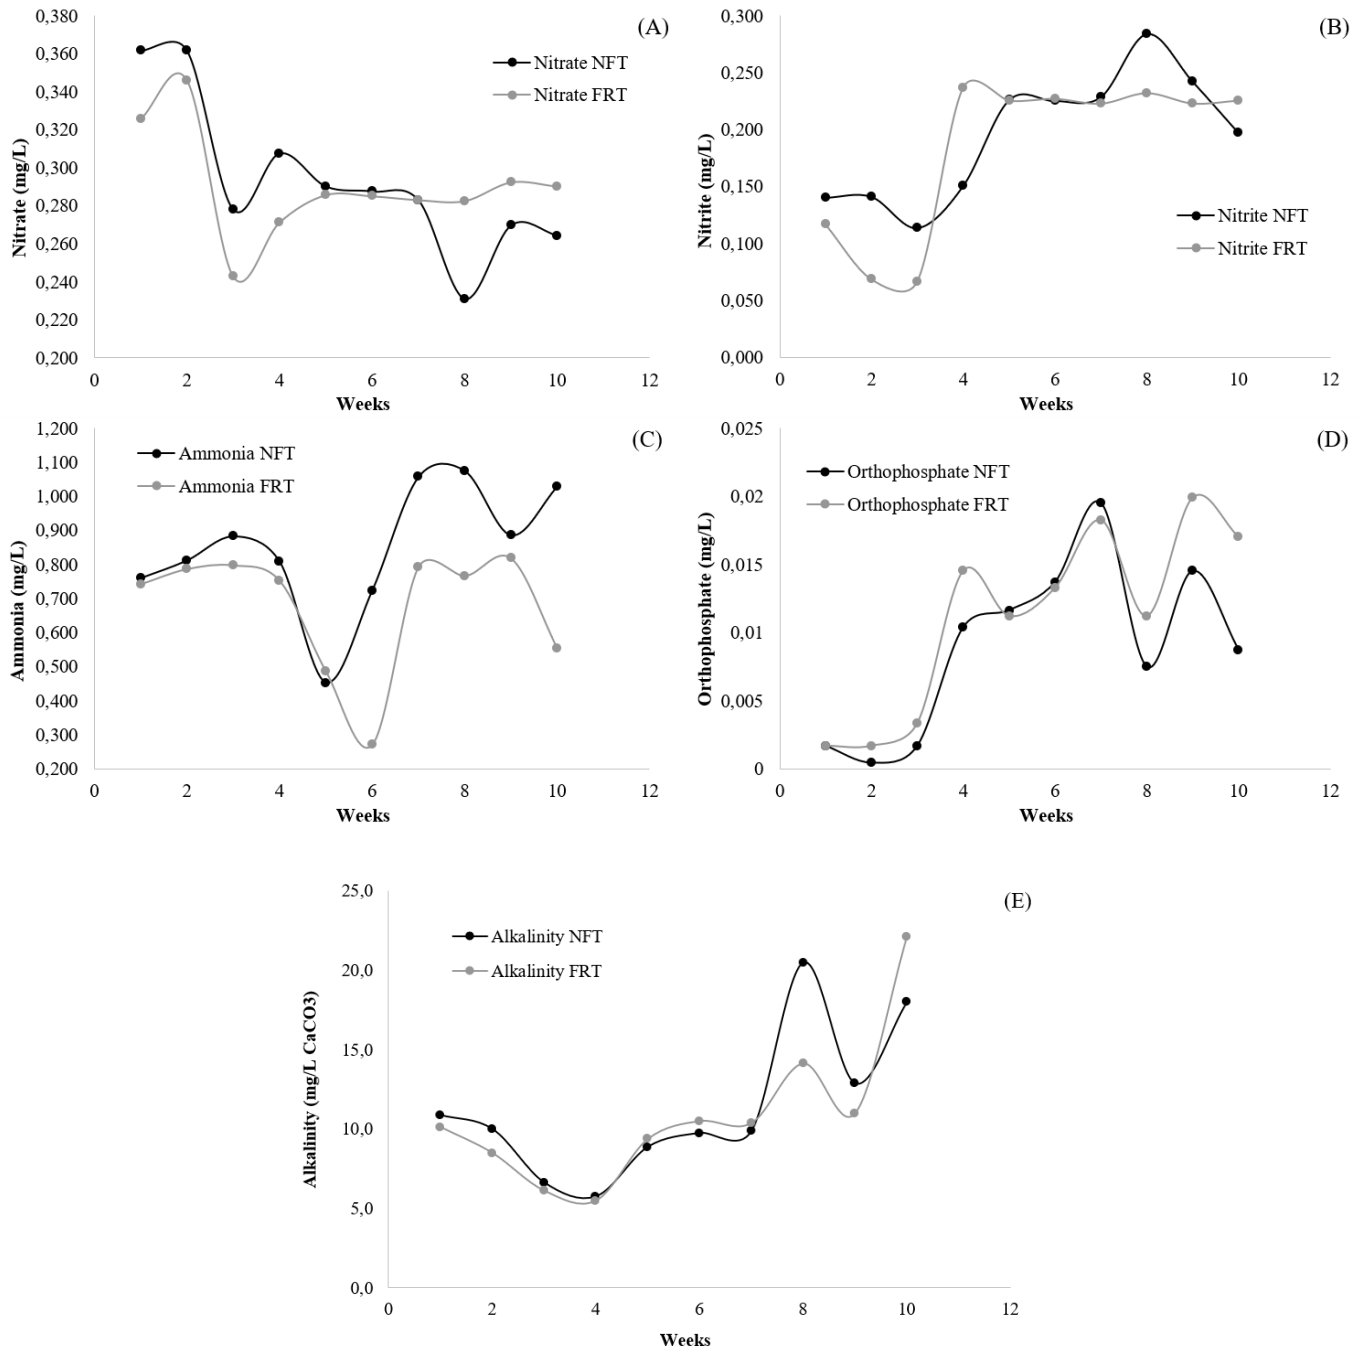 (A)
Nitrate (mg/L)
0,380
0,360
0,340
0,320
0,300
0,280
0,260
0,240
0,220
0,200
Nitrate NFT
Nitrate FRT
0 2 4 6 8 10 12
Weeks
(B)
Nitrite (mg/L)
0,300
0,250
0,200
0,150
0,100
0,050
0,000
Nitrite NFT
Nitrite FRT
0 2 4 6 8 10 12
Weeks
(C)
Ammonia (mg/L)
1,200
1,100
1,000
0,900
0,800
0,700
0,600
0,500
0,400
0,300
0,200
Ammonia NFT
Ammonia FRT
0 2 4 6 8 10 12
Weeks
(D)
Orthophosphate (mg/L)
0,025
0,02
0,015
0,01
0,005
0
Orthophosphate NFT
Orthophosphate FRT
0 2 4 6 8 10 12
Weeks
(E)
Alkalinity (mg/L CaCO3)
25,0
20,0
15,0
10,0
5,0
0,0
Alkalinity NFT
Alkalinity FRT
0 2 4 6 8 10 12
Weeks